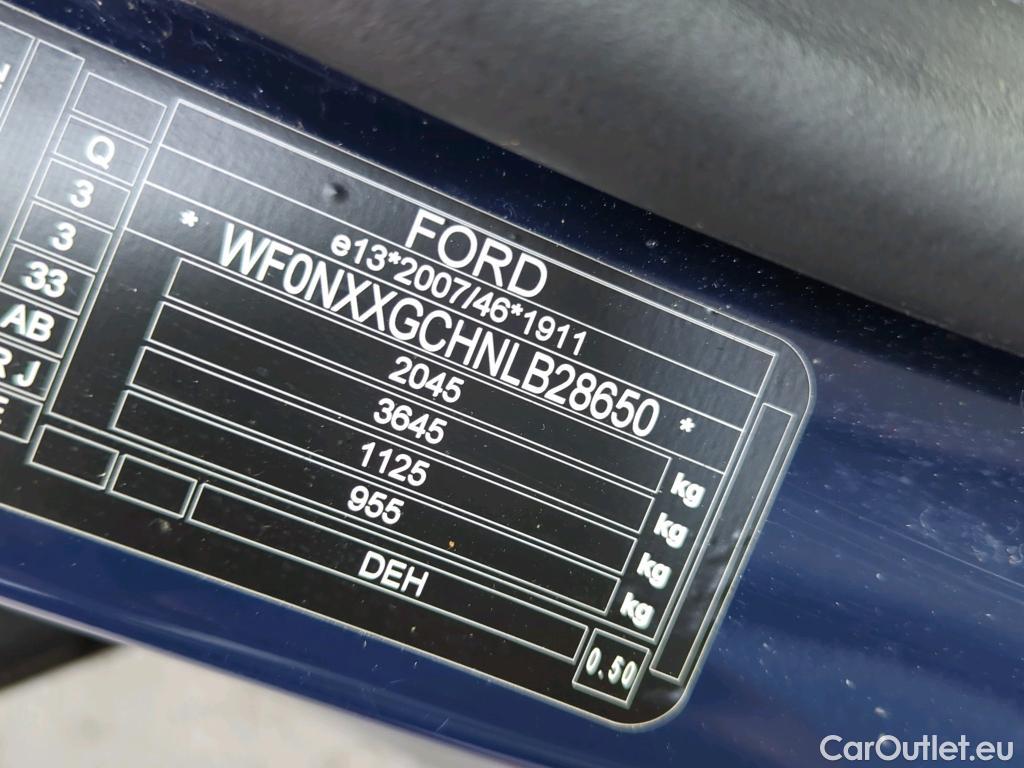 Q
3
3
33
AB
R J
E
FORD
e13*2007/46*1911
* WF0NXXGCHNLB28650 *
2045 kg
3645 kg
1125 kg
955 kg
DEH
0.50
CarOutlet.eu